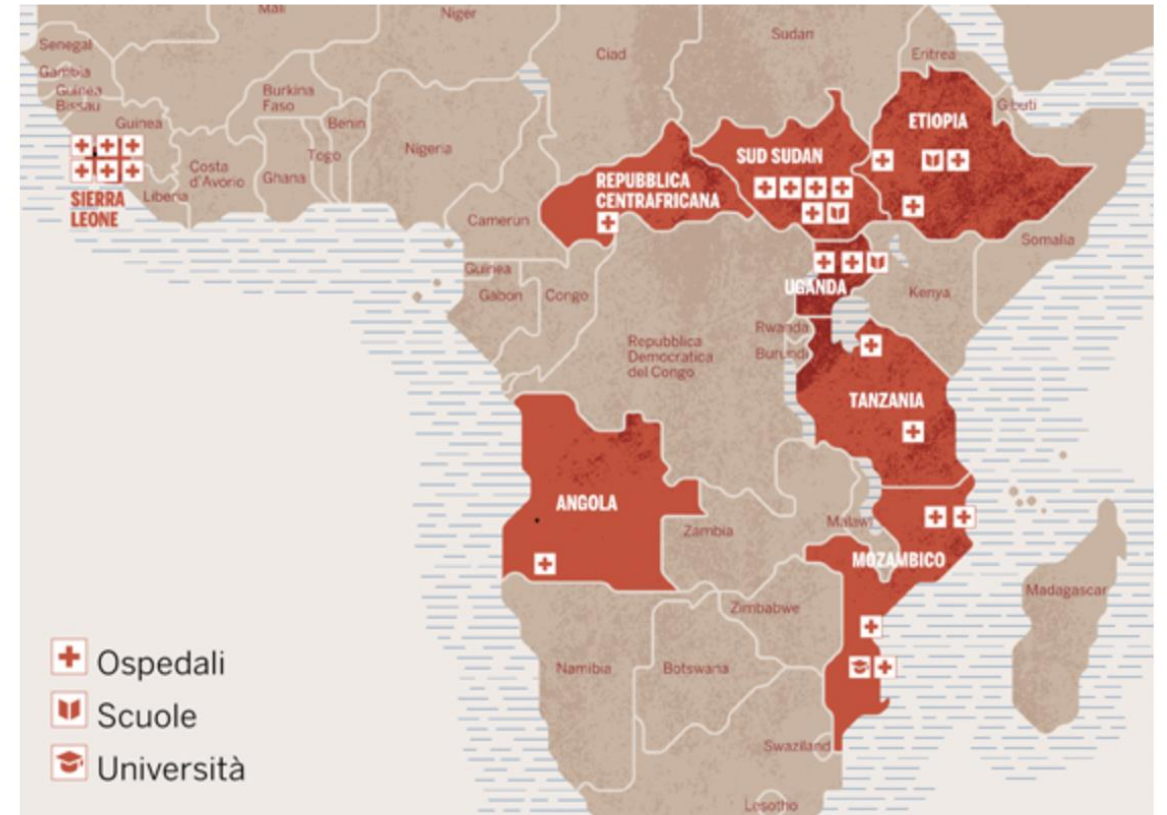 Mali
Niger
Senegal
Gambia
Guinea
Bissau
Guinea
Burkina
Faso
Benin
Togo
Costa
d'Avorio
Ghana
Nigeria
Liberia
SIERRA
LEONE
Ciad
Sudan
Eritrea
Gibuti
ETIOPIA
SUD SUDAN
REPUBBLICA
CENTRAFRICANA
Camerun
Somalia
Guinea
Gabon
Congo
UGANDA
Kenya
Rwanda
Burundi
Repubblica
Democratica
del Congo
TANZANIA
ANGOLA
Zambia
Malawi
MOZAMBICO
Madagascar
Zimbabwe
Namibia
Botswana
Swaziland
Lesotho
Ospedali
Scuole
Università